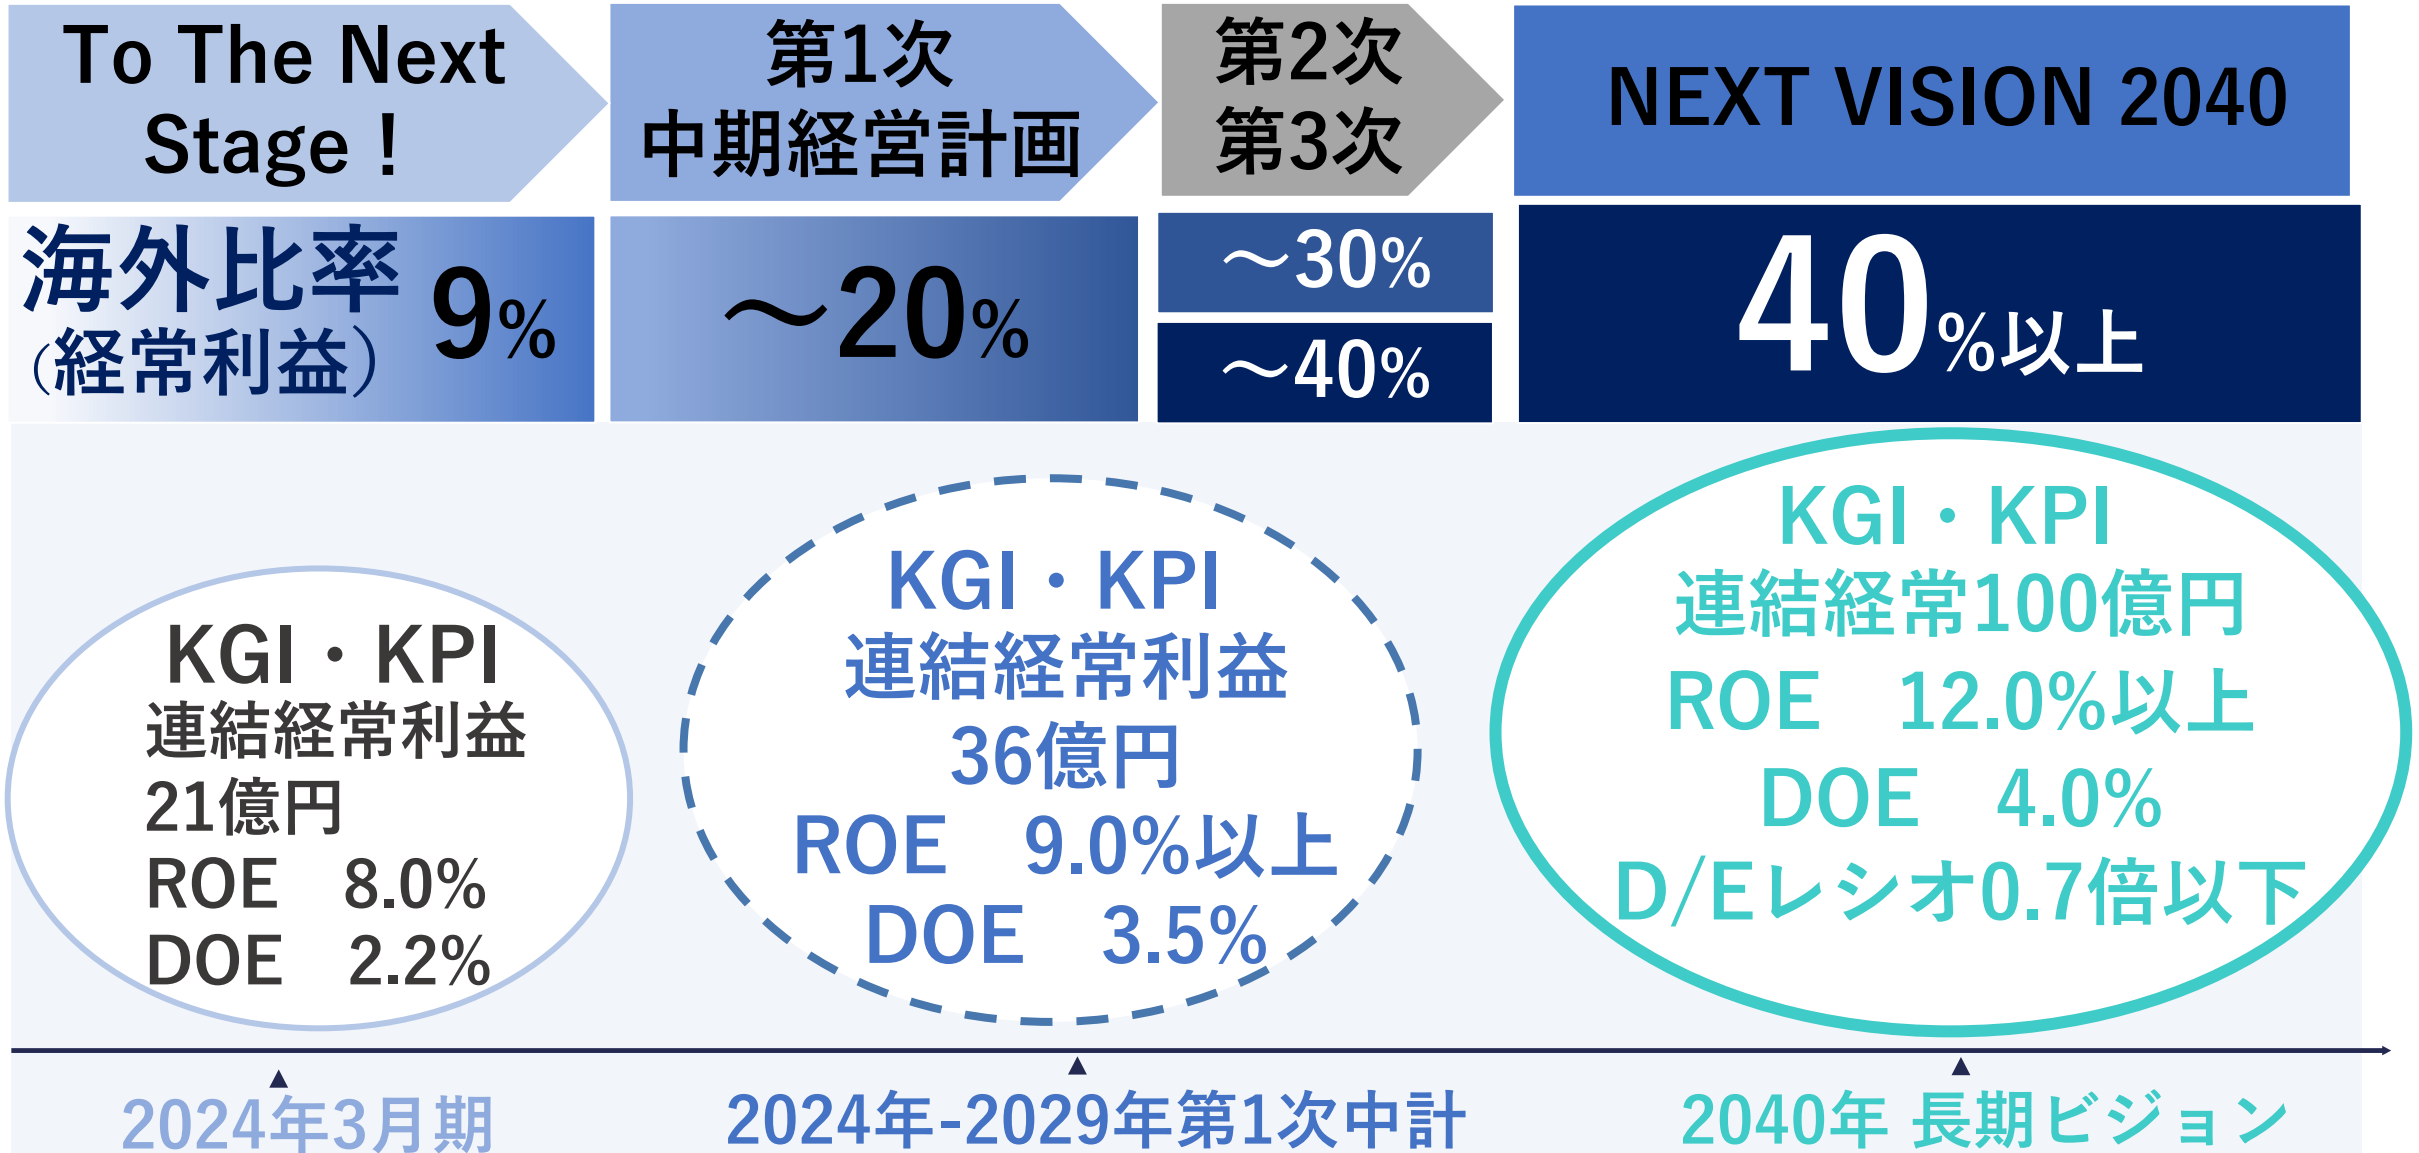 To The Next
Stage！
第1次
中期経営計画
第2次
第3次
NEXT VISION 2040
海外比率
（経常利益）
9%
～20%
～30%
～40%
40%以上
KGI・KPI
連結経常利益
21億円
ROE　8.0%
DOE　2.2%
KGI・KPI
連結経常利益
36億円
ROE　9.0%以上
DOE　3.5%
KGI・KPI
連結経常100億円
ROE　12.0%以上
DOE　4.0%
D/Eレシオ0.7倍以下
2024年3月期
2024年-2029年第1次中計
2040年 長期ビジョン